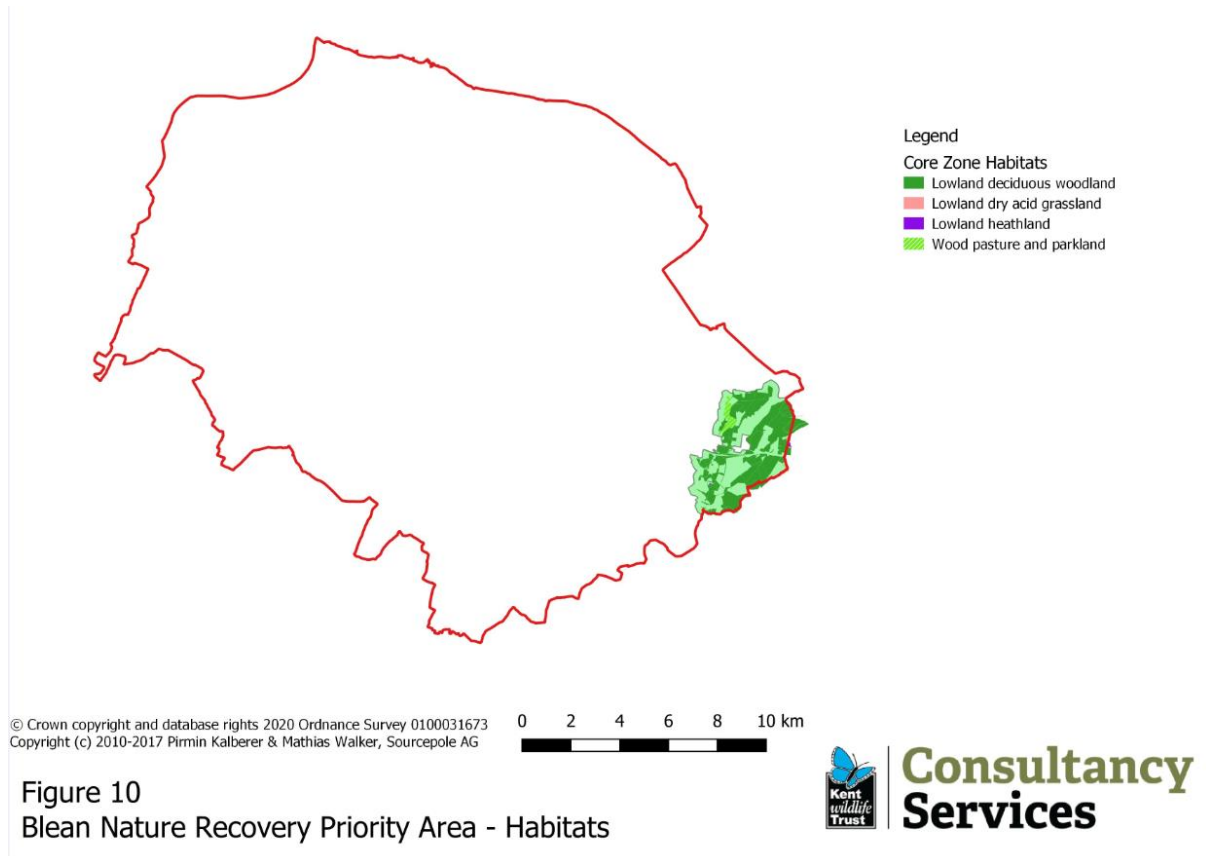 Legend
Core Zone Habitats
Lowland deciduous woodland
Lowland dry acid grassland
Lowland heathland
Wood pasture and parkland
© Crown copyright and database rights 2020 Ordnance Survey 0100031673
Copyright (c) 2010-2017 Pirmin Kalberer & Mathias Walker, Sourcepole AG
0 2 4 6 8 10 km
Figure 10
Blean Nature Recovery Priority Area - Habitats
Kent
wildlife
Trust
Consultancy
Services